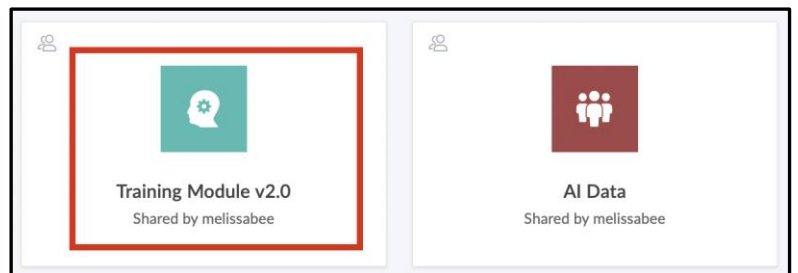 Training Module v2.0
Shared by melissabee
AI Data
Shared by melissabee